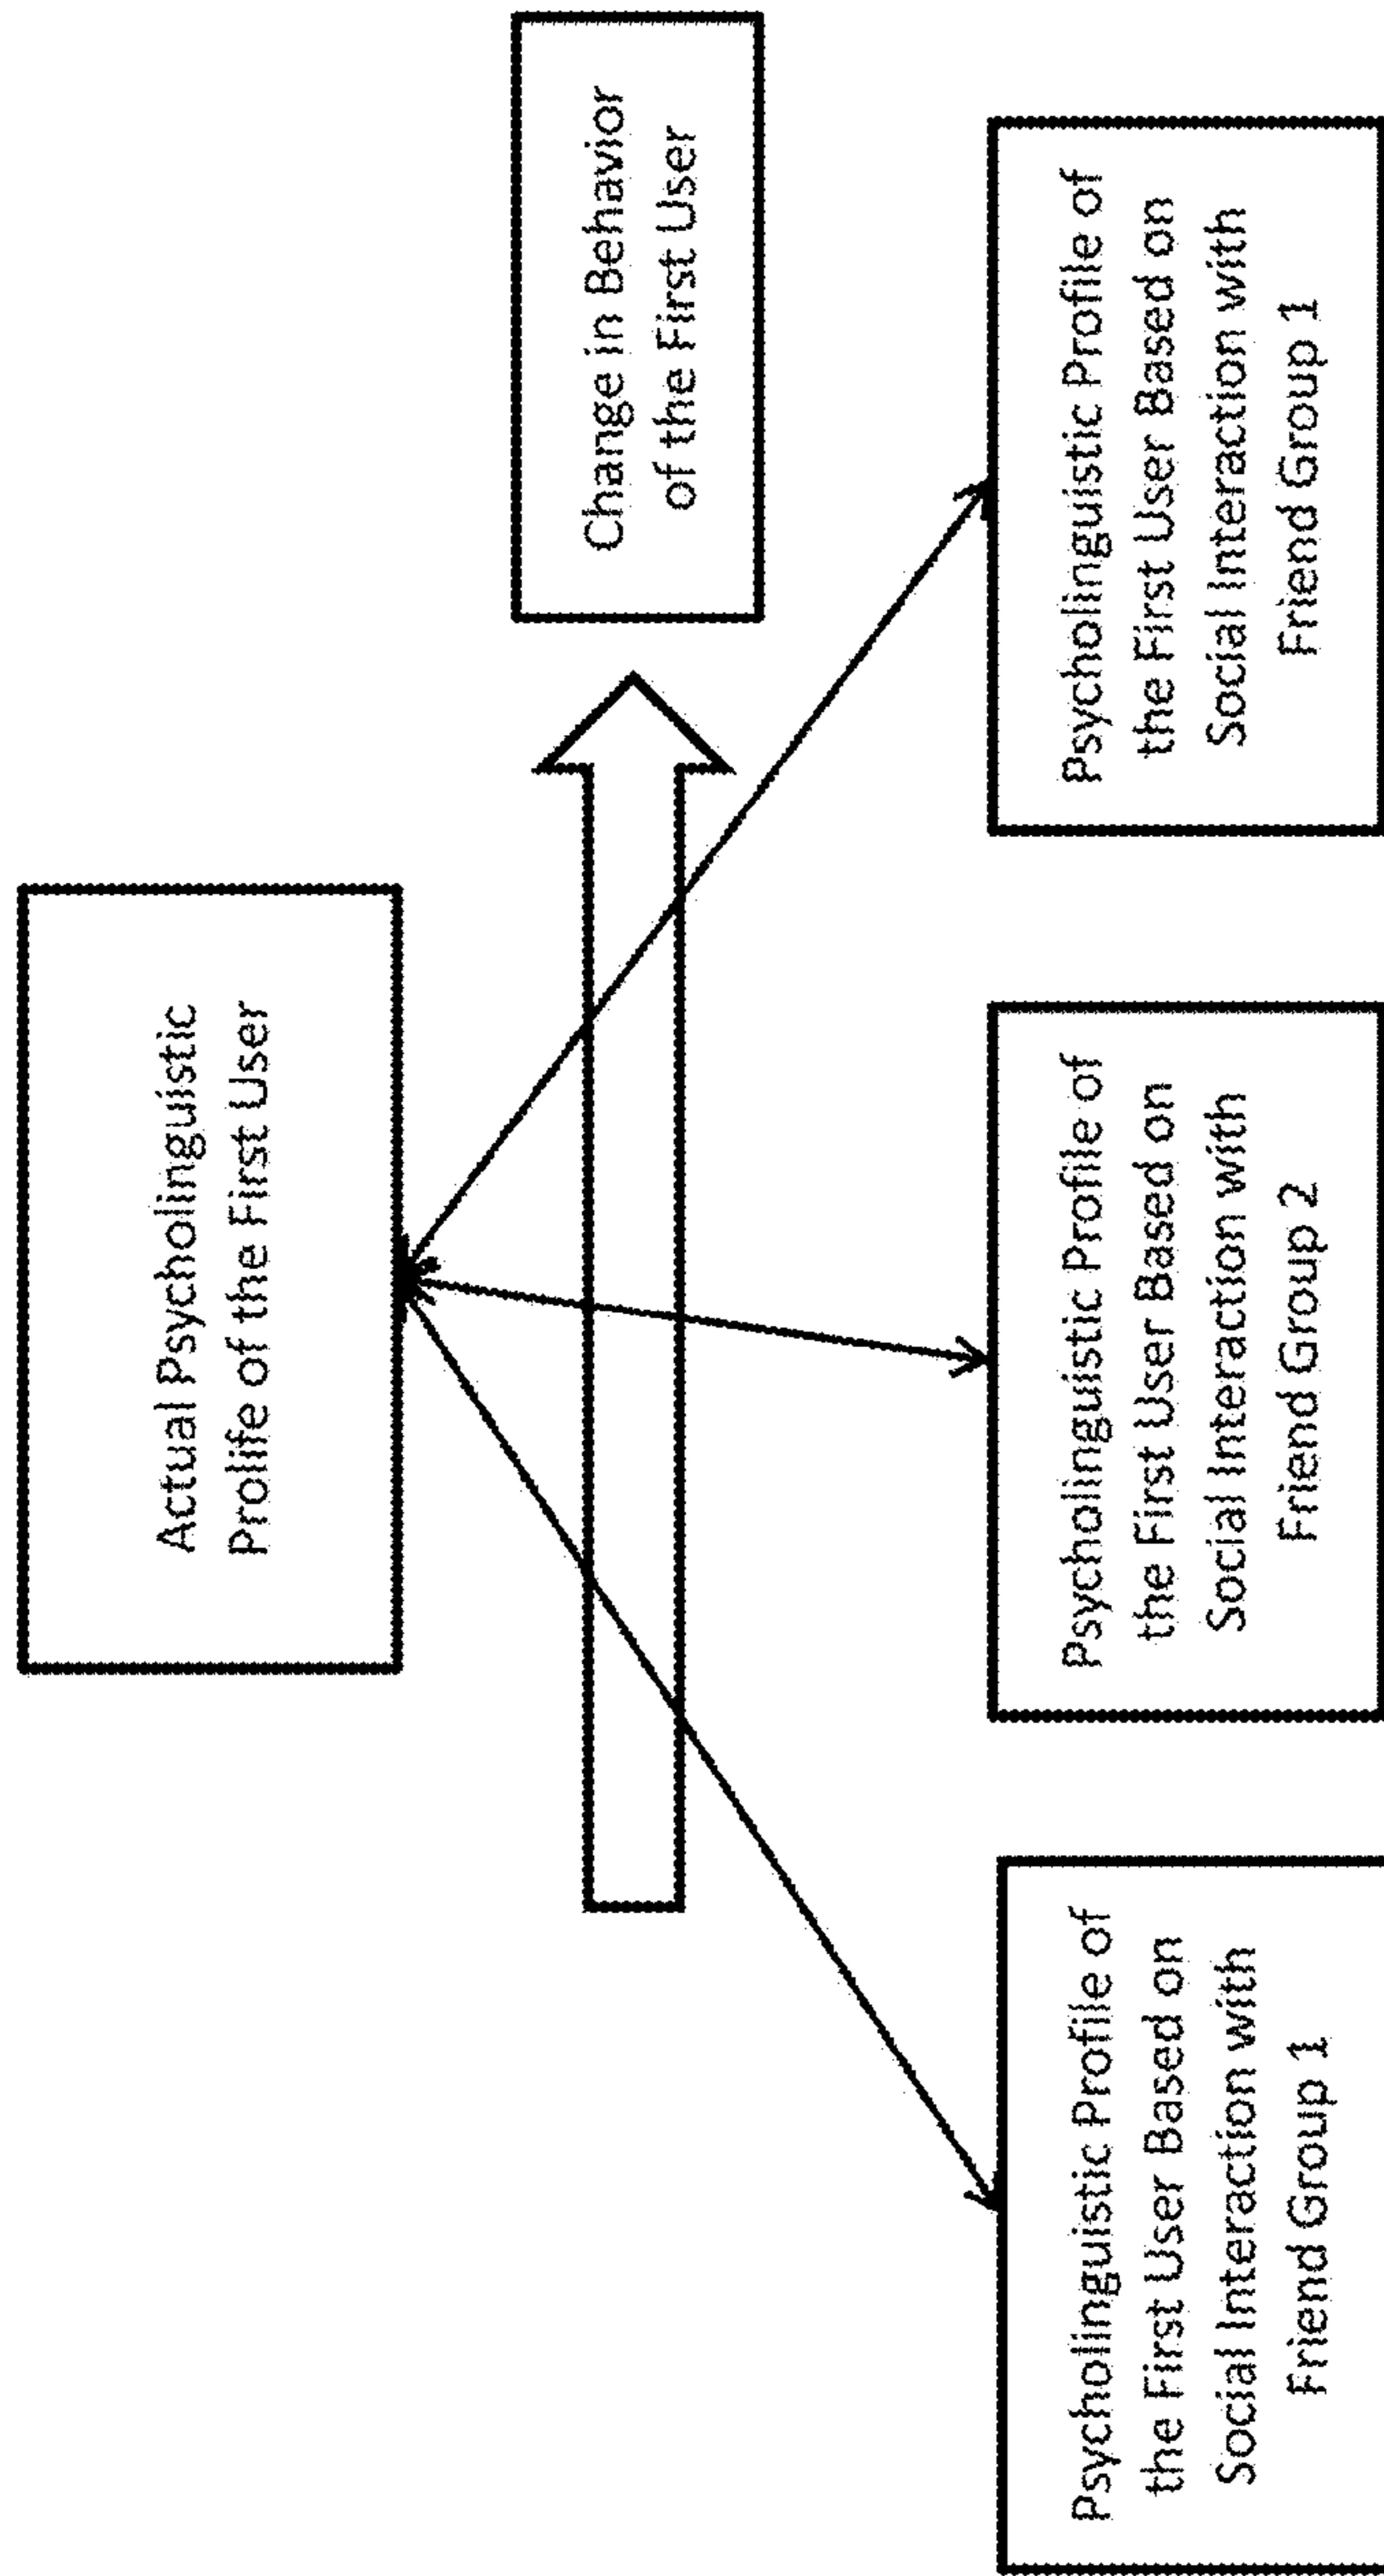 Actual Psycholinguistic
Prolife of the First User
Change in Behavior
of the First User
Psycholinguistic Profile of
the First User Based on
Social Interaction with
Friend Group 1
Psycholinguistic Profile of
the First User Based on
Social Interaction with
Friend Group 2
Psycholinguistic Profile of
the First User Based on
Social Interaction with
Friend Group 1